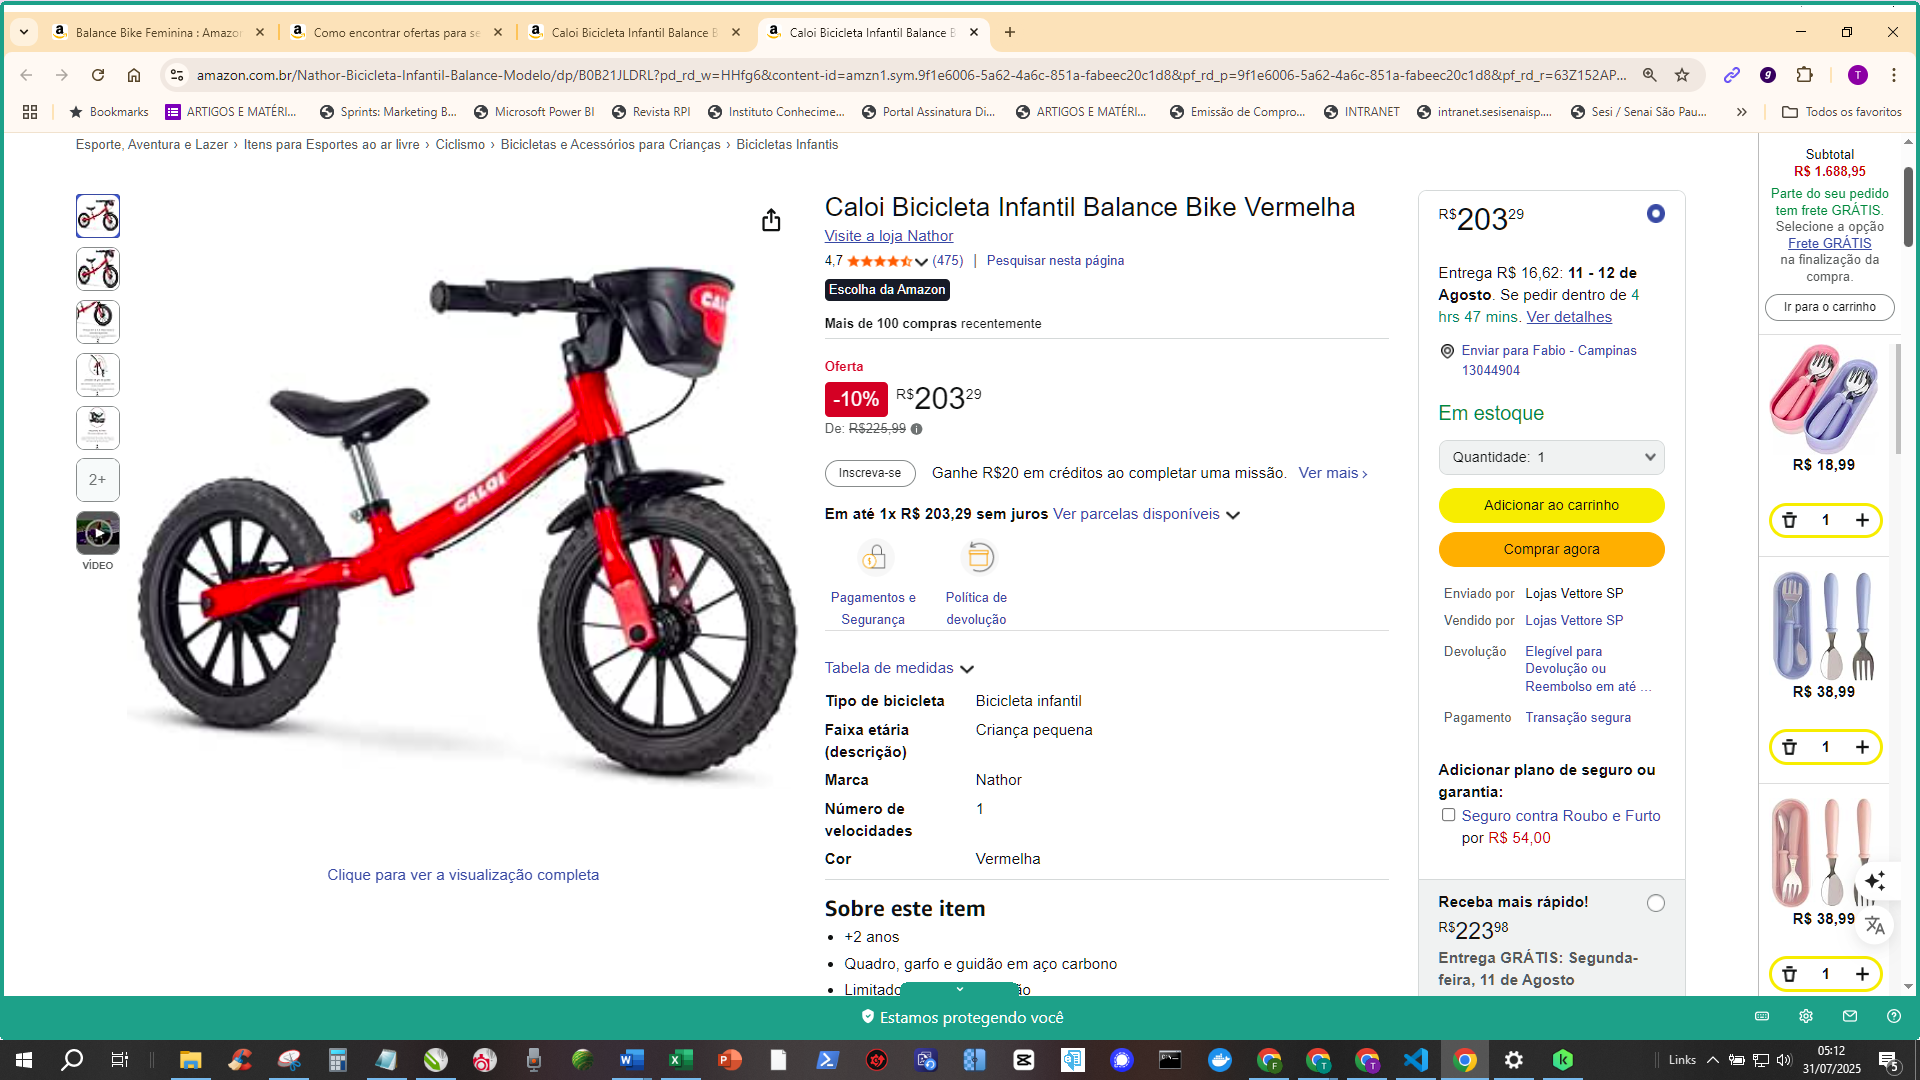 Balance Bike Feminina : Amazon
Como encontrar ofertas para se
Caloi Bicicleta Infantil Balance B
Caloi Bicicleta Infantil Balance B
amazon.com.br/Nathor-Bicicleta-Infantil-Balance-Modelo/dp/B0B21JLDRL?pd_rd_w=HHfg6&content-id=amzn1.sym.9f1e6006-5a62-4a6c-851a-fabeec20c1d8&pf_rd_p=9f1e6006-5a62-4a6c-851a-fabeec20c1d8&pf_rd_r=63Z152AP...
T
Bookmarks
ARTIGOS E MATÉRI...
Sprints: Marketing B...
Microsoft Power BI
Revista RPI
Instituto Conhecime...
Portal Assinatura Di...
ARTIGOS E MATÉRI...
Emissão de Compro...
INTRANET
intranet.sesisenaisp....
Sesi / Senai São Pau...
Todos os favoritos
Esporte, Aventura e Lazer › Itens para Esportes ao ar livre › Ciclismo › Bicicletas e Acessórios para Crianças › Bicicletas Infantis
2+
VÍDEO
CALOI
CALOI
Clique para ver a visualização completa
Caloi Bicicleta Infantil Balance Bike Vermelha
Visite a loja Nathor
4,7 (475) | Pesquisar nesta página
Escolha da Amazon
Mais de 100 compras recentemente
Oferta
-10% R$20329
De: R$225,99
Inscreva-se Ganhe R$20 em créditos ao completar uma missão. Ver mais ›
Em até 1x R$ 203,29 sem juros Ver parcelas disponíveis
Pagamentos e
Segurança
Política de
devolução
Tabela de medidas
Tipo de bicicleta Bicicleta infantil
Faixa etária Criança pequena
(descrição)
Marca Nathor
Número de 1
velocidades
Cor Vermelha
Sobre este item
• +2 anos
• Quadro, garfo e guidão em aço carbono
• Limitado
R$20329
Entrega R$ 16,62: 11 - 12 de
Agosto. Se pedir dentro de 4
hrs 47 mins. Ver detalhes
Enviar para Fabio - Campinas
13044904
Em estoque
Quantidade: 1
Adicionar ao carrinho
Comprar agora
Enviado por Lojas Vettore SP
Vendido por Lojas Vettore SP
Devolução Elegível para
Devolução ou
Reembolso em até ...
Pagamento Transação segura
Adicionar plano de seguro ou
garantia:
Seguro contra Roubo e Furto
por R$ 54,00
Receba mais rápido!
R$22398
Entrega GRÁTIS: Segunda-
feira, 11 de Agosto
Subtotal
R$ 1.688,95
Parte do seu pedido
tem frete GRÁTIS.
Selecione a opção
Frete GRÁTIS
na finalização da
compra.
Ir para o carrinho
R$ 18,99
1
R$ 38,99
1
R$ 38,99
1
Estamos protegendo você
Links
05:12
31/07/2025
5